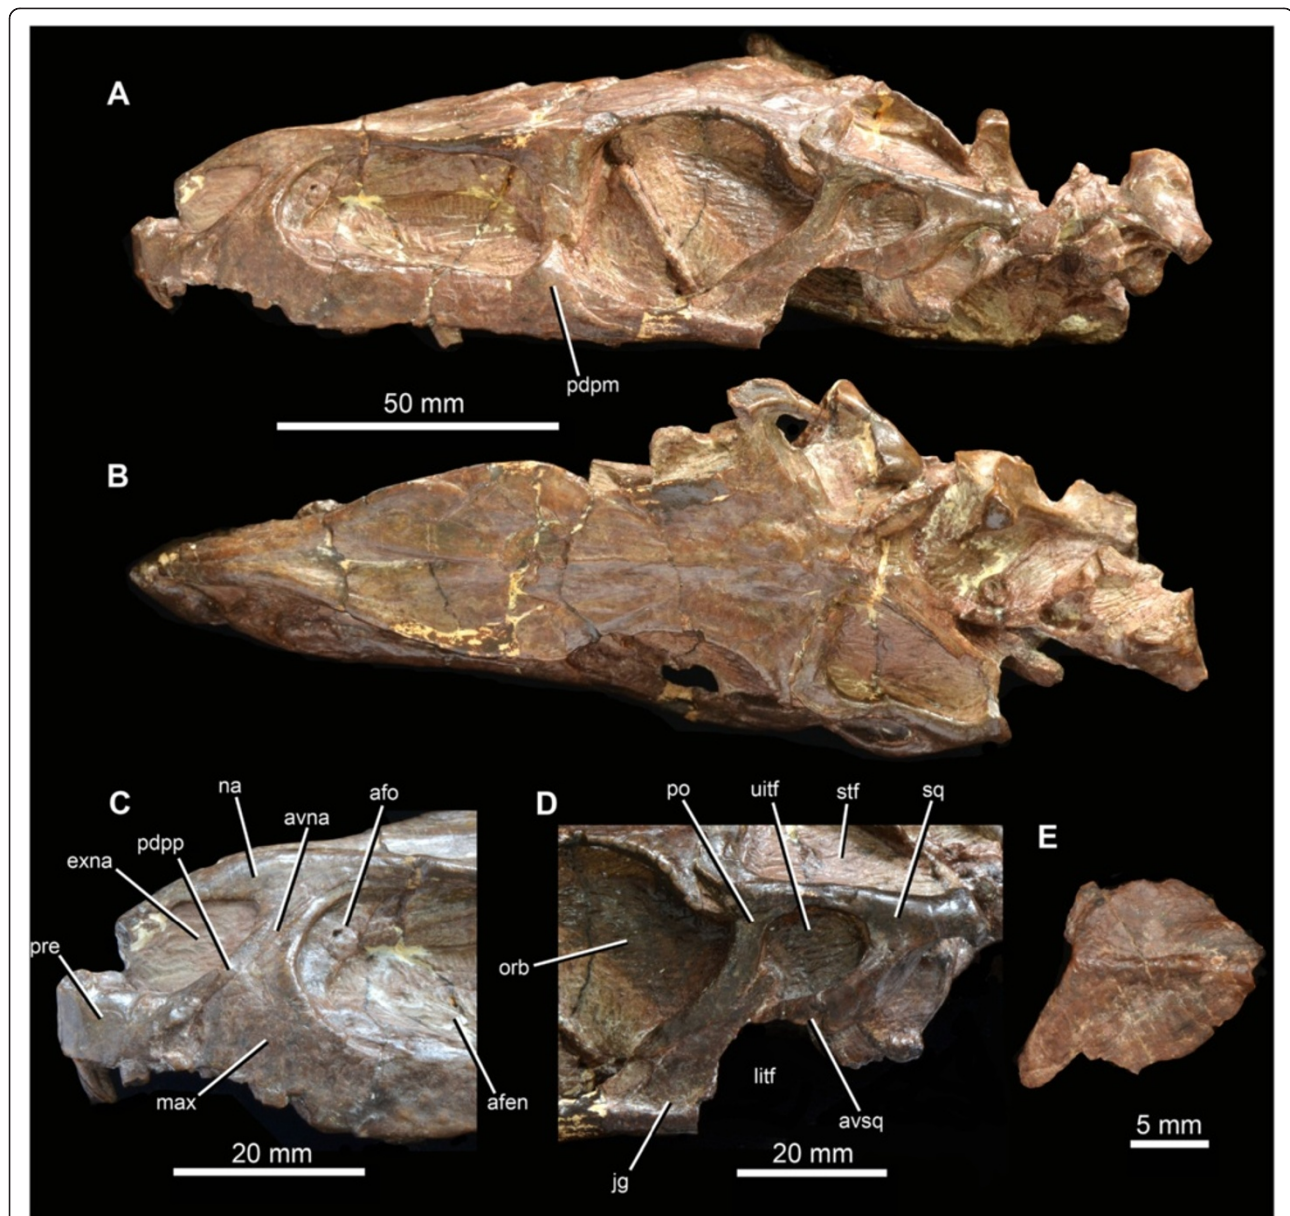 A
pdpm
50 mm
B
C
na
afo
avna
pdpp
exna
pre
max
afen
20 mm
D
po
uitf
stf
sq
orb
litf
avsq
jg
20 mm
E
5 mm